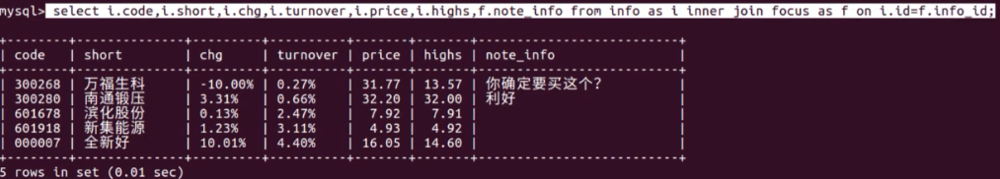 mysql> select i.code,i.short,i.chg,i.turnover,i.price,i.highs,f.note_info from info as i inner join focus as f on i.id=f.info_id;
+--------+--------------+---------+----------+-------+-------+--------------------------+
| code | short | chg | turnover | price | highs | note_info |
+--------+--------------+---------+----------+-------+-------+--------------------------+
| 300268 | 万福生科 | -10.00% | 0.27% | 31.77 | 13.57 | 你确定要买这个？ |
| 300280 | 南通锻压 | 3.31% | 0.66% | 32.20 | 32.00 | 利好 |
| 601678 | 滨化股份 | 0.13% | 2.47% | 7.92 | 7.91 | |
| 601918 | 新集能源 | 1.23% | 3.11% | 4.93 | 4.92 | |
| 000007 | 全新好 | 10.01% | 4.40% | 16.05 | 14.60 | |
+--------+--------------+---------+----------+-------+-------+--------------------------+
5 rows in set (0.01 sec)